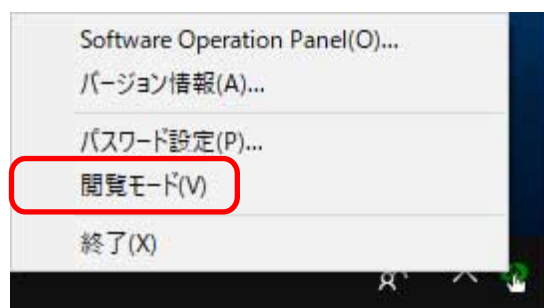 Software Operation Panel(O)...
バージョン情報(A)...
パスワード設定(P)...
閲覧モード(V)
終了(X)